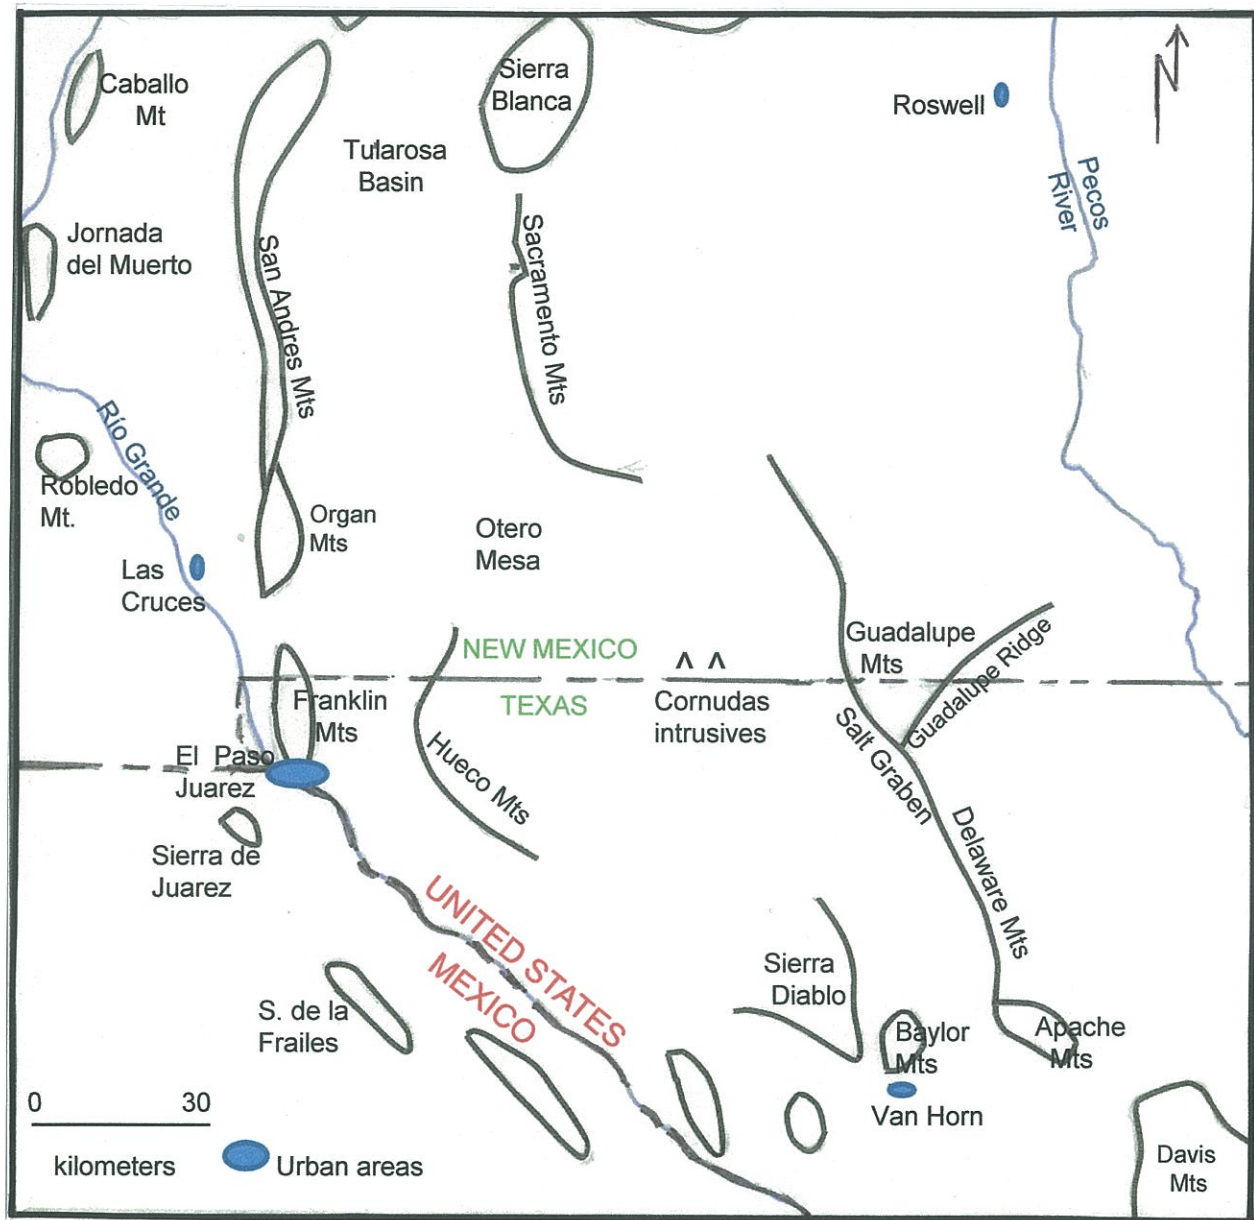 Caballo
Mt
Sierra
Blanca
Roswell
N
Tularosa
Basin
Pecos
River
Jornada
del Muerto
San Andres Mts
Sacramento Mts
Río Grande
Robledo
Mt.
Organ
Mts
Otero
Mesa
Las
Cruces
NEW MEXICO
TEXAS
Guadalupe
Mts
Guadalupe Ridge
Franklin
Mts
Cornudas
intrusives
Salt Graben
El Paso
Juarez
Hueco Mts
Delaware Mts
Sierra de
Juarez
UNITED STATES
MEXICO
Sierra
Diablo
S. de la
Frailes
Baylor
Mts
Apache
Mts
Van Horn
0 30
kilometers
Urban areas
Davis
Mts